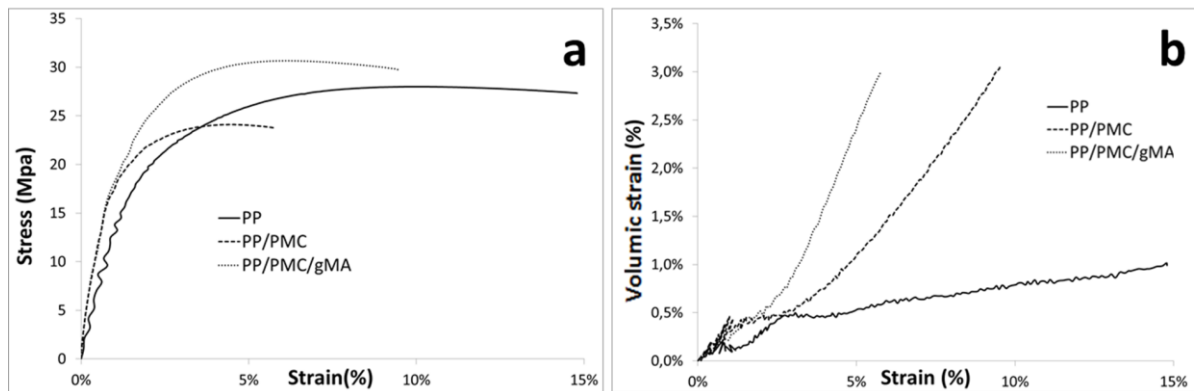 a
35
30
25
20
15
10
5
0
Stress (Mpa)
PP
PP/PMC
PP/PMC/gMA
0% 5% 10% 15%
Strain(%)
b
3,5%
3,0%
2,5%
2,0%
1,5%
1,0%
0,5%
0,0%
Volumic strain (%)
PP
PP/PMC
PP/PMC/gMA
0% 5% 10% 15%
Strain(%)